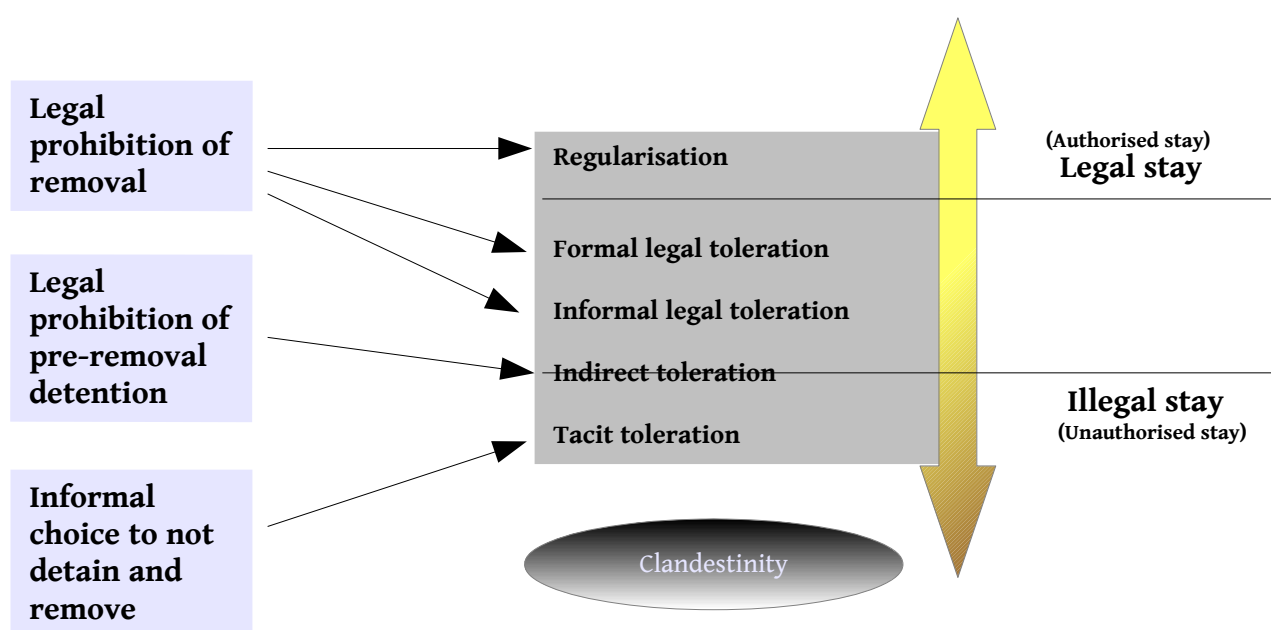 Legal
prohibition of
removal
Legal
prohibition of
pre-removal
detention
Informal
choice to not
detain and
remove
Regularisation
Formal legal toleration
Informal legal toleration
Indirect toleration
Tacit toleration
Clandestinity
(Authorised stay)
Legal stay
Illegal stay
(Unauthorised stay)